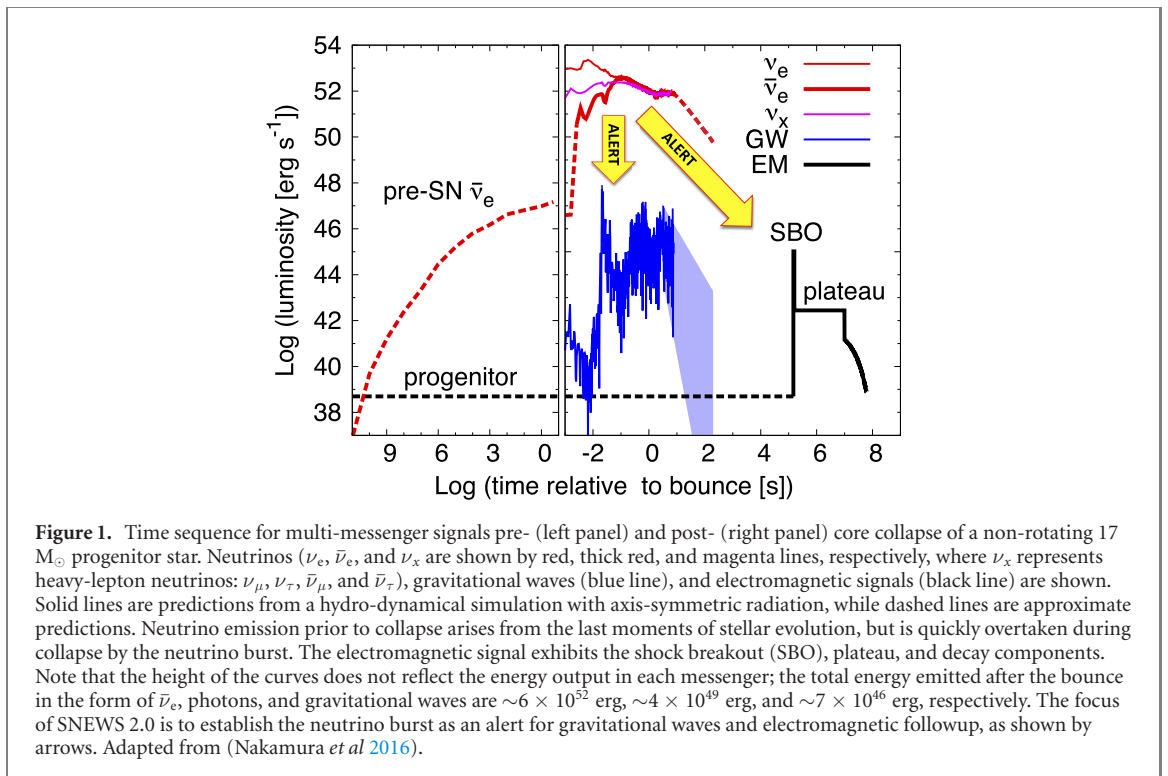 54
52
50
48
46
44
42
40
38
Log (luminosity [erg s⁻¹])
pre-SN ν̄e
progenitor
9 6 3 0
νe
ν̄e
νx
GW
EM
ALERT
ALERT
SBO
plateau
-2 0 2 4 6 8
Log (time relative to bounce [s])
Figure 1. Time sequence for multi-messenger signals pre- (left panel) and post- (right panel) core collapse of a non-rotating 17
M⊙ progenitor star. Neutrinos (νe, ν̄e, and νx are shown by red, thick red, and magenta lines, respectively, where νx represents
heavy-lepton neutrinos: νμ, ντ, ν̄μ, and ν̄τ), gravitational waves (blue line), and electromagnetic signals (black line) are shown.
Solid lines are predictions from a hydro-dynamical simulation with axis-symmetric radiation, while dashed lines are approximate
predictions. Neutrino emission prior to collapse arises from the last moments of stellar evolution, but is quickly overtaken during
collapse by the neutrino burst. The electromagnetic signal exhibits the shock breakout (SBO), plateau, and decay components.
Note that the height of the curves does not reflect the energy output in each messenger; the total energy emitted after the bounce
in the form of ν̄e, photons, and gravitational waves are ∼6 × 10⁵² erg, ∼4 × 10⁴⁹ erg, and ∼7 × 10⁴⁶ erg, respectively. The focus
of SNEWS 2.0 is to establish the neutrino burst as an alert for gravitational waves and electromagnetic followup, as shown by
arrows. Adapted from (Nakamura et al 2016).